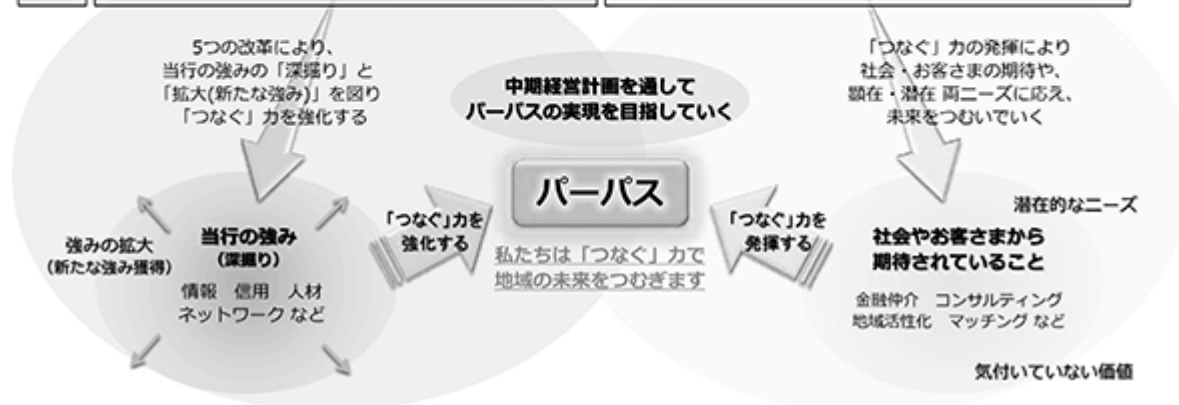 5つの改革により、
当行の強みの「深掘り」と
「拡大(新たな強み)」を図り
「つなぐ」力を強化する
中期経営計画を通して
パーパスの実現を目指していく
「つなぐ」力の発揮により
社会・お客さまの期待や、
顕在・潜在 両ニーズに応え、
未来をつむいでいく
強みの拡大
(新たな強み獲得)
当行の強み
(深掘り)
情報 信用 人材
ネットワーク など
「つなぐ」力を
強化する
パーパス
私たちは「つなぐ」力で
地域の未来をつむぎます
「つなぐ」力を
発揮する
潜在的なニーズ
社会やお客さまから
期待されていること
金融仲介 コンサルティング
地域活性化 マッチング など
気付いていない価値